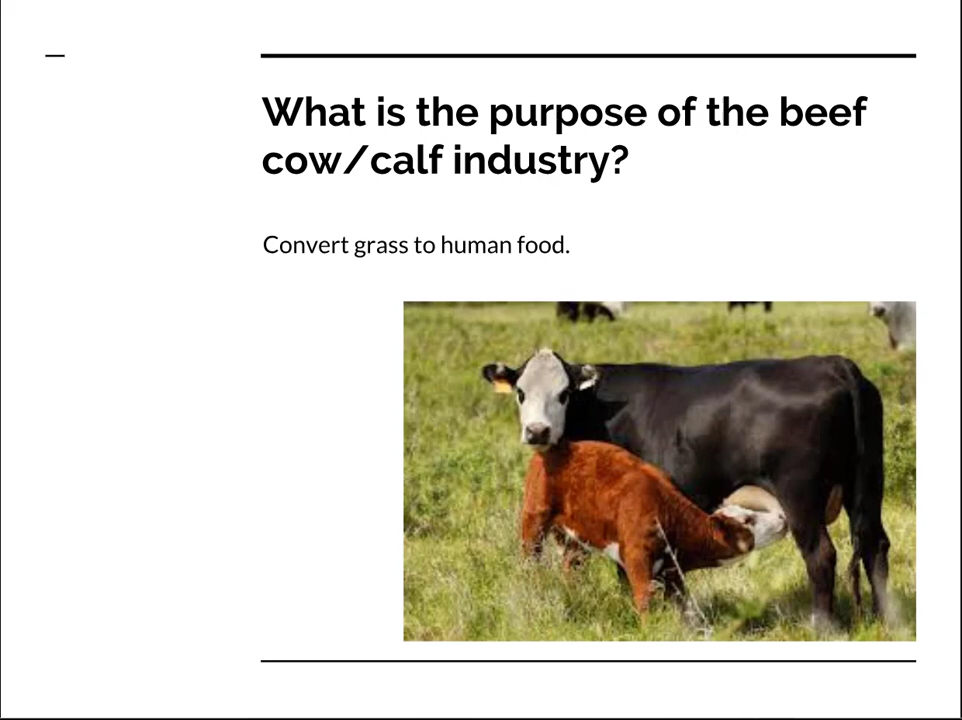 What is the purpose of the beef
cow/calf industry?
Convert grass to human food.